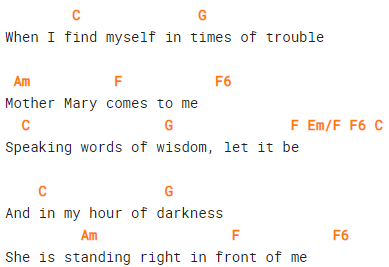 C G
When I find myself in times of trouble
Am F F6
Mother Mary comes to me
C G F Em/F F6 C
Speaking words of wisdom, let it be
C G
And in my hour of darkness
Am F F6
She is standing right in front of me